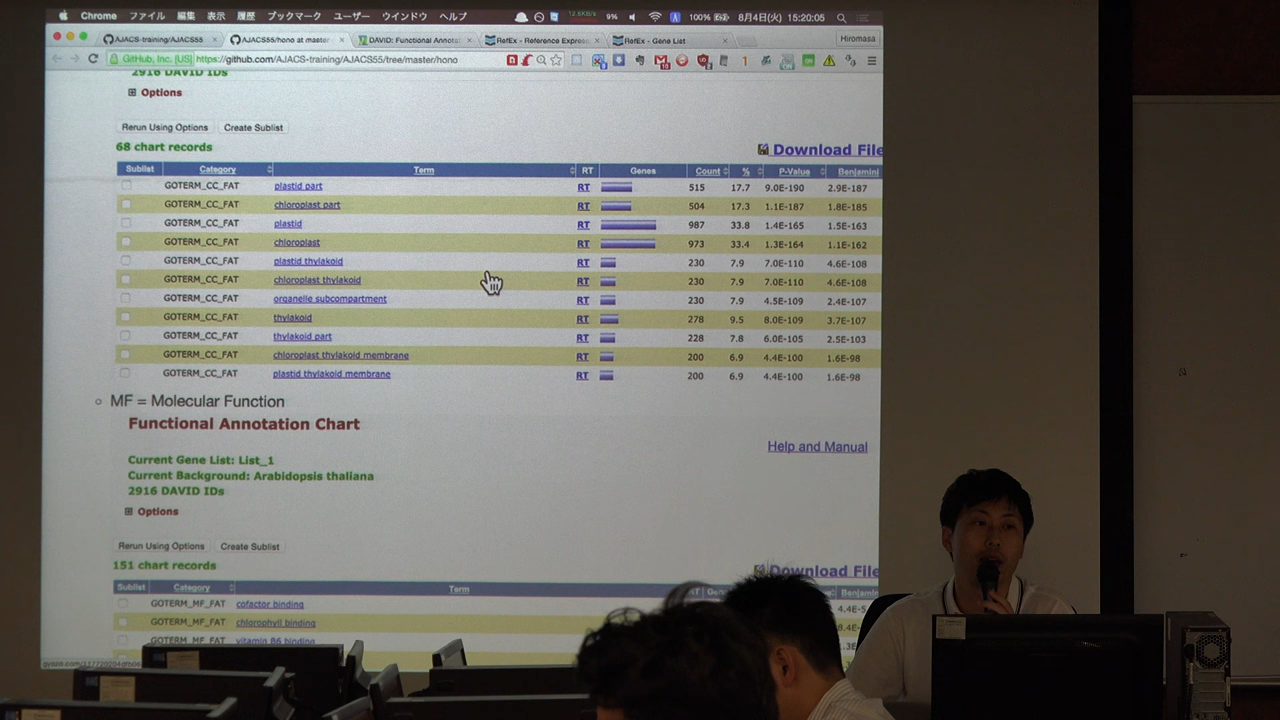 Chrome ファイル 編集 表示 履歴 ブックマーク ユーザー ウインドウ ヘルプ 12.6KB/s 9% 100% 8月4日(火) 15:20:05
AJACS-training/AJACS55 × AJACS55/hono at master × DAVID: Functional Annota × RefEx - Reference Expres × RefEx - Gene List × Hiromasa
GitHub, Inc. [US] https://github.com/AJACS-training/AJACS55/tree/master/hono
2916 DAVID IDs
Options
Rerun Using Options Create Sublist
68 chart records Download File
Sublist Category Term RT Genes Count % P-Value Benjamini
GOTERM_CC_FAT plastid part RT 515 17.7 9.0E-190 2.9E-187
GOTERM_CC_FAT chloroplast part RT 504 17.3 1.1E-187 1.8E-185
GOTERM_CC_FAT plastid RT 987 33.8 1.4E-165 1.5E-163
GOTERM_CC_FAT chloroplast RT 973 33.4 1.3E-164 1.1E-162
GOTERM_CC_FAT plastid thylakoid RT 230 7.9 7.0E-110 4.6E-108
GOTERM_CC_FAT chloroplast thylakoid RT 230 7.9 7.0E-110 4.6E-108
GOTERM_CC_FAT organelle subcompartment RT 230 7.9 4.5E-109 2.4E-107
GOTERM_CC_FAT thylakoid RT 278 9.5 8.0E-109 3.7E-107
GOTERM_CC_FAT thylakoid part RT 228 7.8 6.0E-105 2.5E-103
GOTERM_CC_FAT chloroplast thylakoid membrane RT 200 6.9 4.4E-100 1.6E-98
GOTERM_CC_FAT plastid thylakoid membrane RT 200 6.9 4.4E-100 1.6E-98
MF = Molecular Function
Functional Annotation Chart
Help and Manual
Current Gene List: List_1
Current Background: Arabidopsis thaliana
2916 DAVID IDs
Options
Rerun Using Options Create Sublist
151 chart records Download File
Sublist Category Term RT Benjamini
GOTERM_MF_FAT cofactor binding
GOTERM_MF_FAT chlorophyll binding
GOTERM_MF_FAT vitamin B6 binding